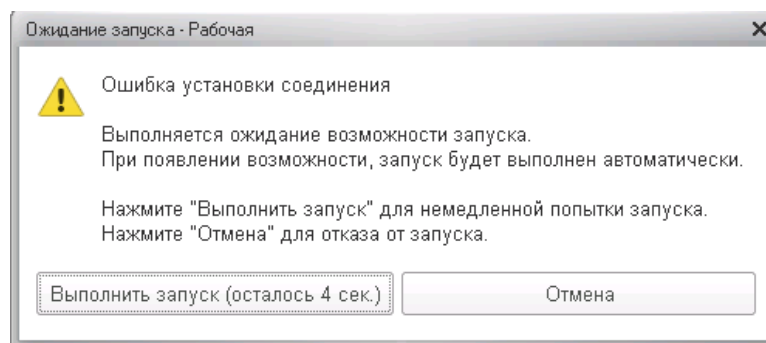 Ожидание запуска - Рабочая
Ошибка установки соединения
Выполняется ожидание возможности запуска.
При появлении возможности, запуск будет выполнен автоматически.
Нажмите "Выполнить запуск" для немедленной попытки запуска.
Нажмите "Отмена" для отказа от запуска.
Выполнить запуск (осталось 4 сек.)
Отмена